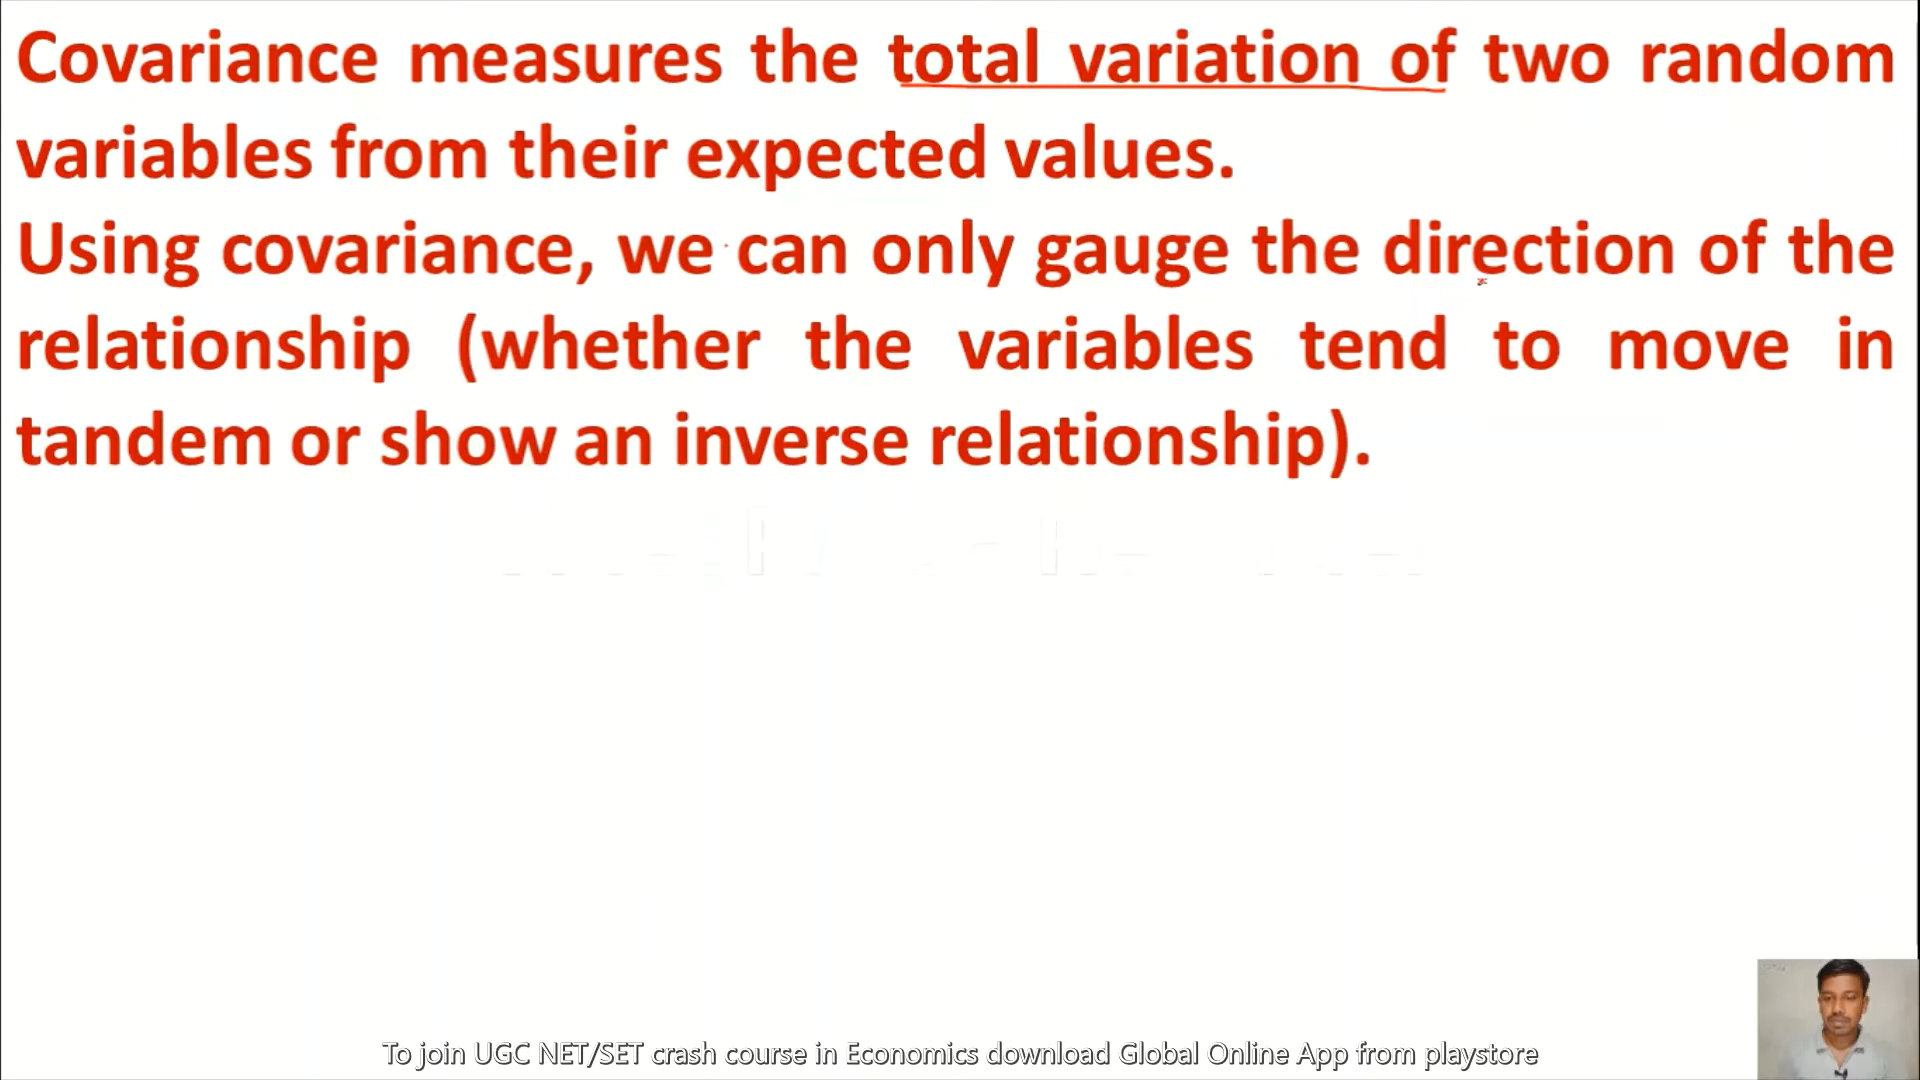 Covariance measures the total variation of two random
variables from their expected values.
Using covariance, we can only gauge the direction of the
relationship (whether the variables tend to move in
tandem or show an inverse relationship).
To join UGC NET/SET crash course in Economics download Global Online App from playstore